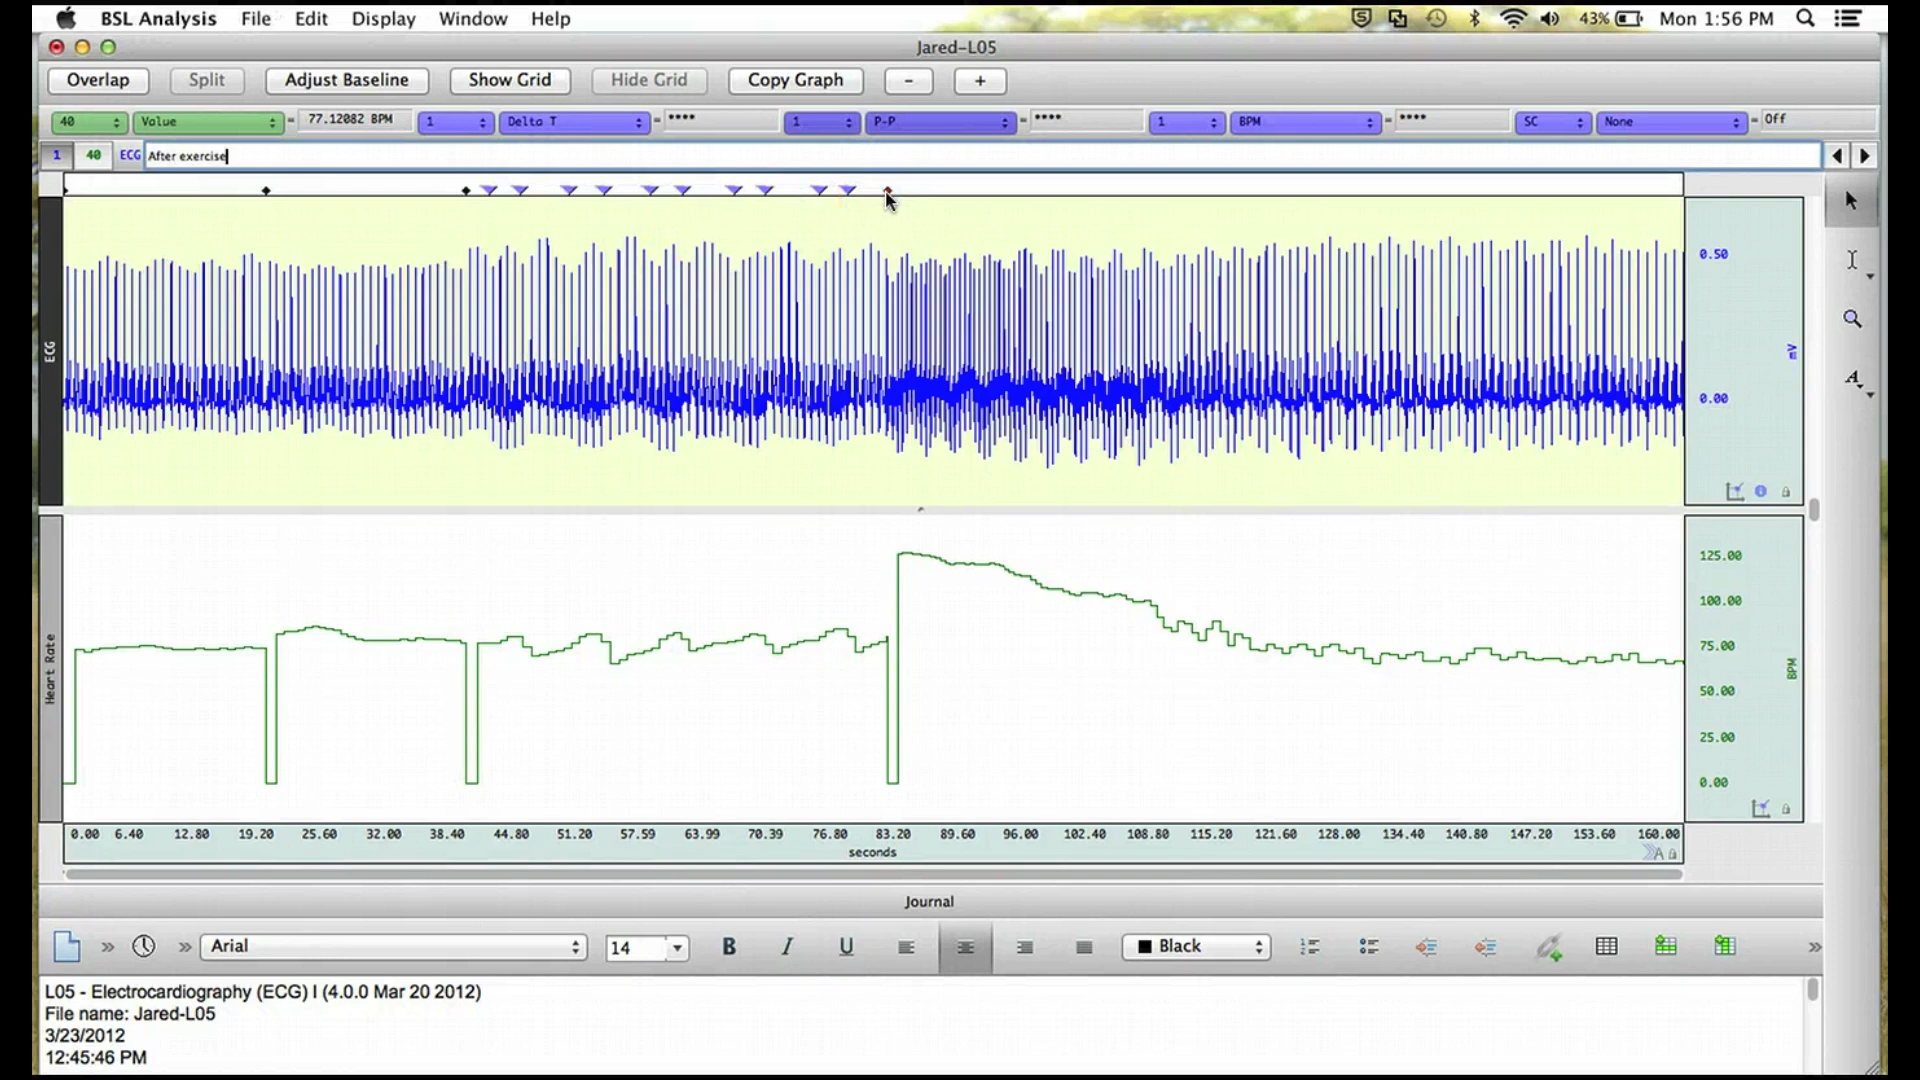 BSL Analysis File Edit Display Window Help 43% Mon 1:56 PM
Jared-L05
Overlap Split Adjust Baseline Show Grid Hide Grid Copy Graph - +
40 Value = 77.12082 BPM 1 Delta T = **** 1 P-P = **** 1 BPM = **** SC None = Off
1 40 ECG After exercise
ECG
0.50
mV
0.00
Heart Rate
125.00
100.00
75.00
BPM
50.00
25.00
0.00
0.00 6.40 12.80 19.20 25.60 32.00 38.40 44.80 51.20 57.59 63.99 70.39 76.80 83.20 89.60 96.00 102.40 108.80 115.20 121.60 128.00 134.40 140.80 147.20 153.60 160.00
seconds
Journal
Arial 14 B I U Black
L05 - Electrocardiography (ECG) I (4.0.0 Mar 20 2012)
File name: Jared-L05
3/23/2012
12:45:46 PM